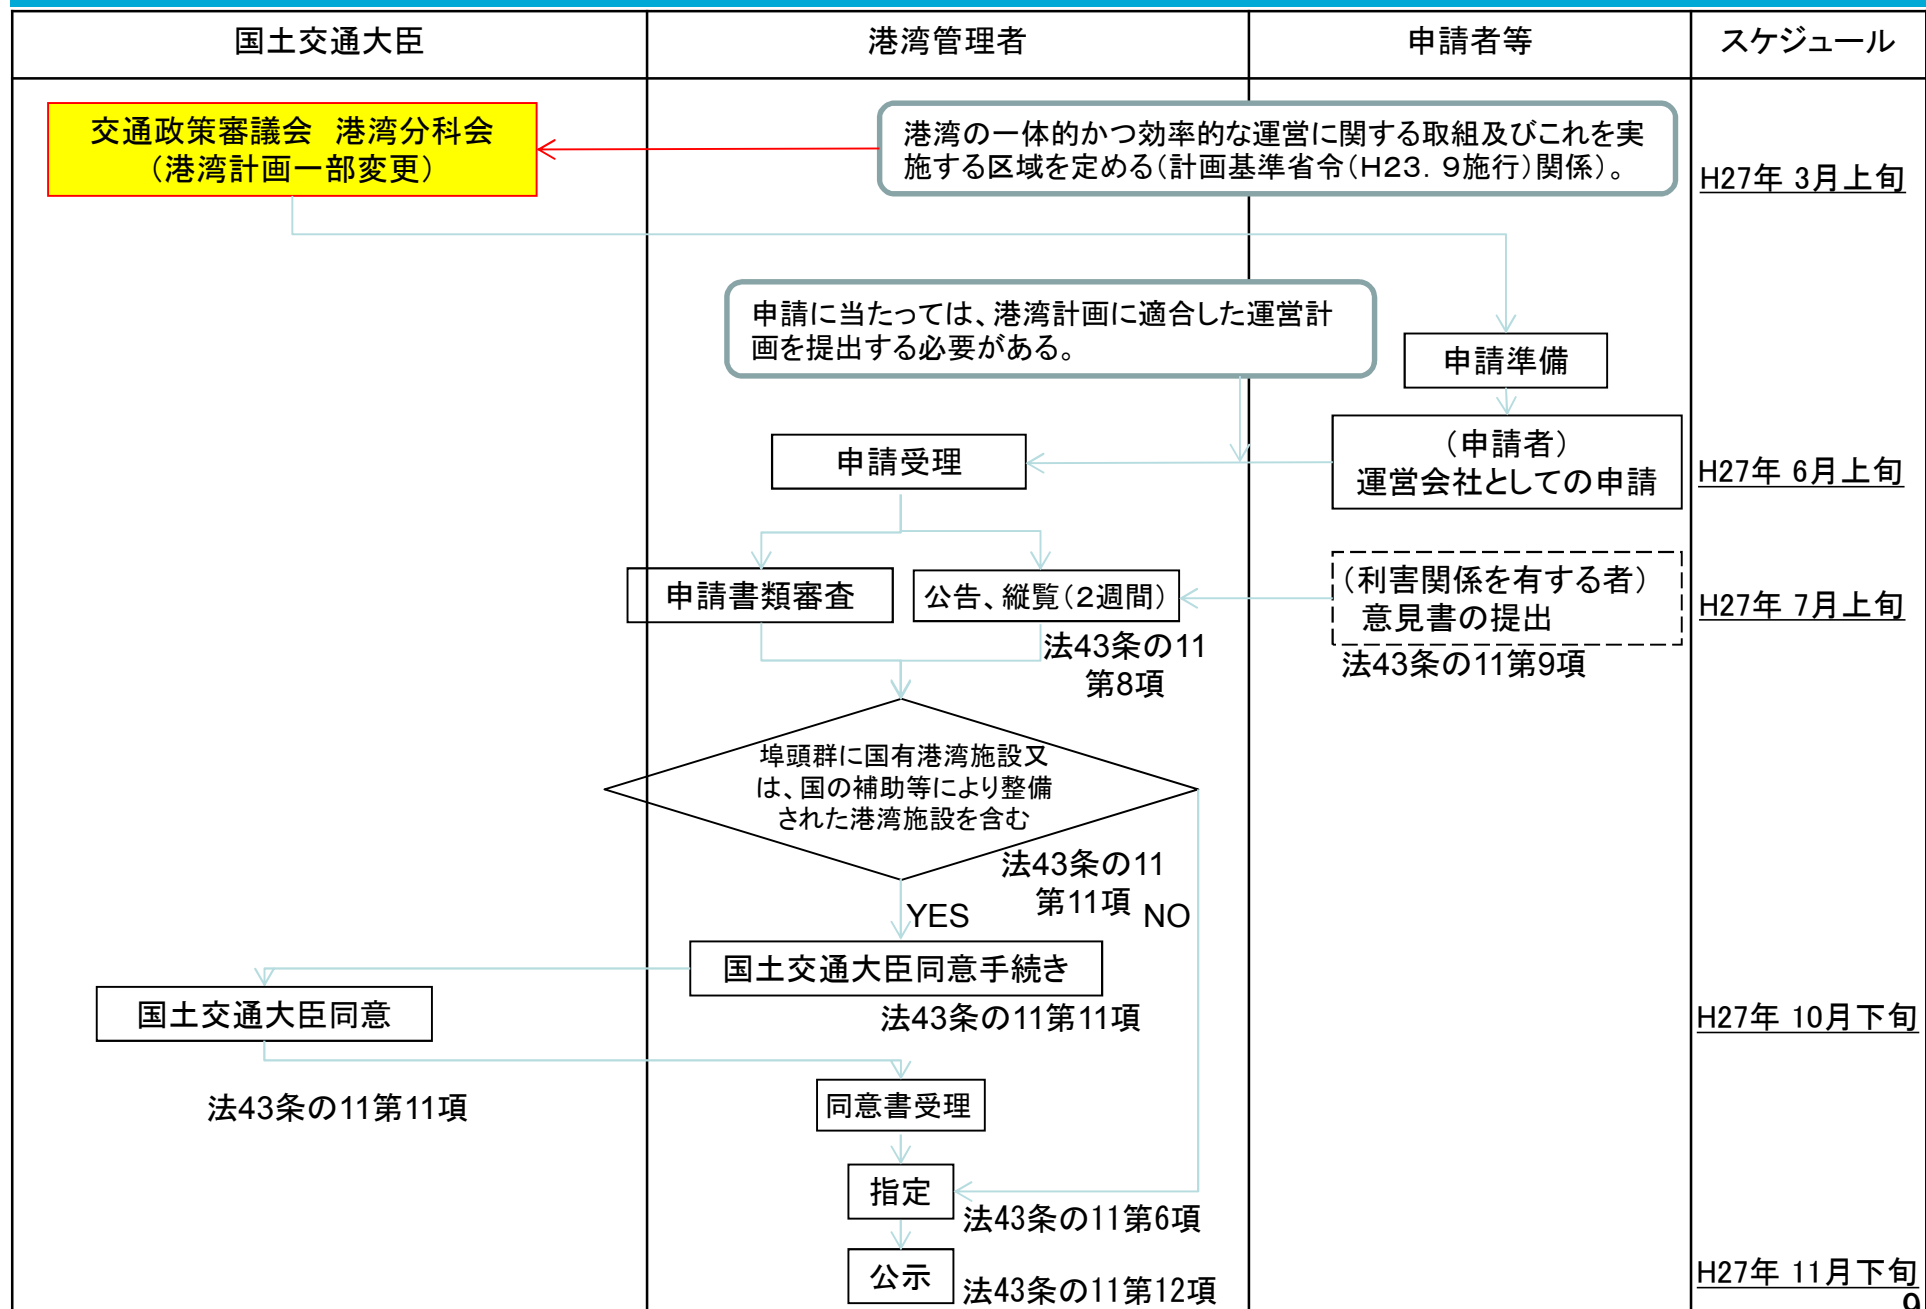 国土交通大臣
港湾管理者
申請者等
スケジュール
交通政策審議会　港湾分科会
（港湾計画一部変更）
港湾の一体的かつ効率的な運営に関する取組及びこれを実
施する区域を定める（計画基準省令（H23．9施行）関係）。
H27年 3月上旬
申請に当たっては、港湾計画に適合した運営計
画を提出する必要がある。
申請準備
（申請者）
運営会社としての申請
申請受理
H27年 6月上旬
申請書類審査
公告、縦覧（２週間）
（利害関係を有する者）
意見書の提出
H27年 7月上旬
法43条の11
第8項
法43条の11第9項
埠頭群に国有港湾施設又
は、国の補助等により整備
された港湾施設を含む
法43条の11
第11項
YES
NO
国土交通大臣同意手続き
法43条の11第11項
国土交通大臣同意
H27年 10月下旬
法43条の11第11項
同意書受理
指定
法43条の11第6項
公示
法43条の11第12項
H27年 11月下旬
9